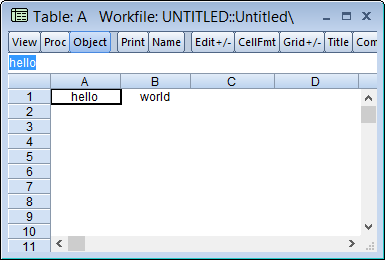 Table: A   Workfile: UNTITLED::Untitled\
View Proc Object Print Name Edit+/- CellFmt Grid+/- Title Com
hello
A B C D
1 hello world
2
3
4
5
6
7
8
9
10
11